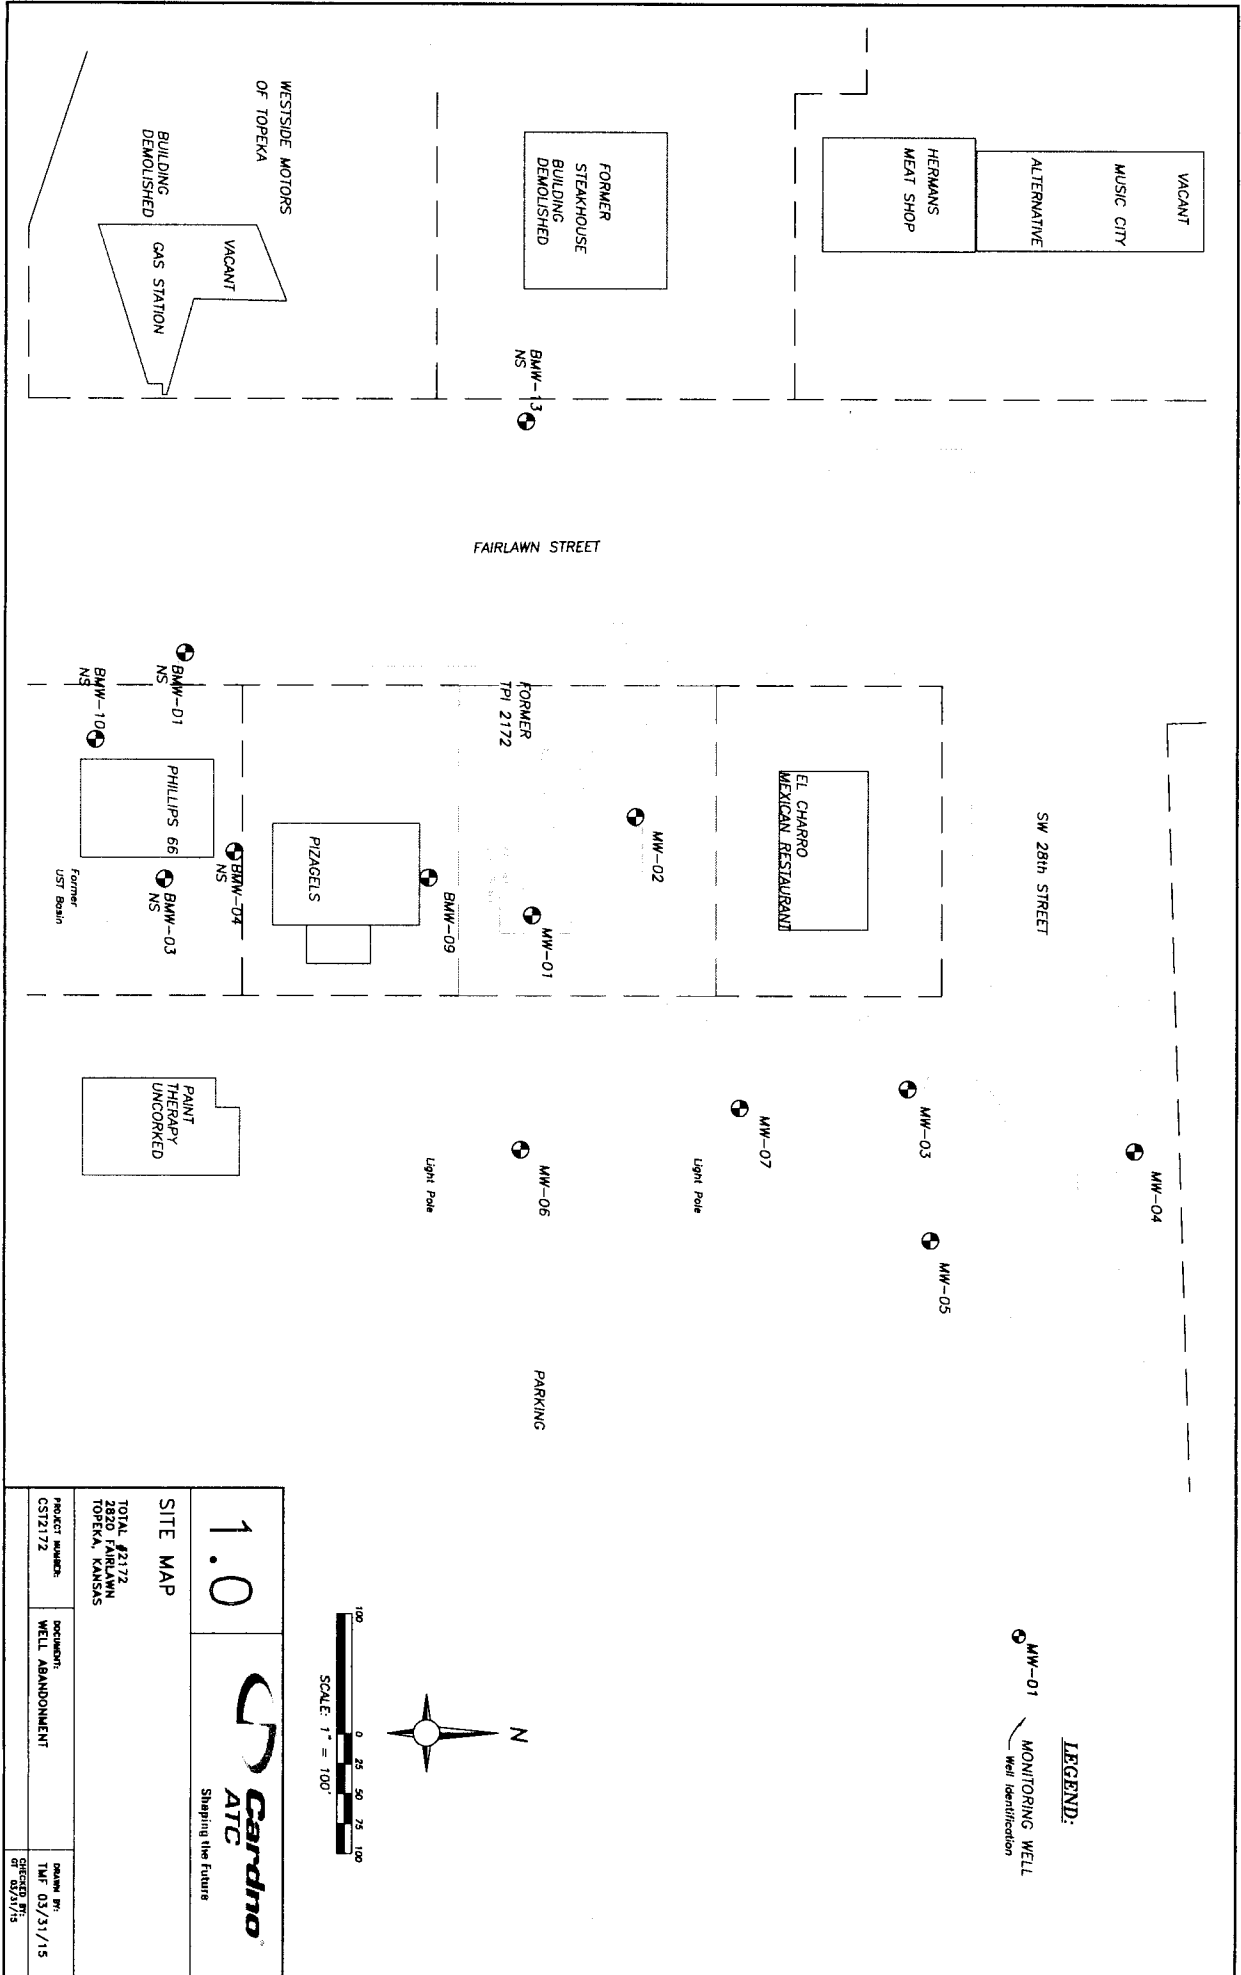 WESTSIDE MOTORS
OF TOPEKA
BUILDING
DEMOLISHED
VACANT
GAS STATION
FORMER
STEAKHOUSE
BUILDING
DEMOLISHED
HERMANS
MEAT SHOP
ALTERNATIVE
MUSIC CITY
VACANT
BMW-13
NS
FAIRLAWN STREET
BMW-D1
NS
BMW-10
NS
PHILLIPS 66
BMW-04
NS
BMW-03
NS
Former
UST Basin
PIZAGELS
BMW-09
FORMER
TPI 2172
MW-02
MW-01
EL CHARRO
MEXICAN RESTAURANT
SW 28th STREET
PAINT
THERAPY
UNCORKED
Light Pole
MW-06
Light Pole
MW-07
MW-03
MW-04
MW-05
PARKING
LEGEND:
MW-01
MONITORING WELL
Well Identification
N
100 0 25 50 75 100
SCALE: 1" = 100'
1.0
Cardno
ATC
Shaping the Future
SITE MAP
TOTAL #2172
2820 FAIRLAWN
TOPEKA, KANSAS
PROJECT NUMBER:
CST2172
DOCUMENT:
WELL ABANDONMENT
DRAWN BY:
TMF 03/31/15
CHECKED BY:
GT 03/31/15